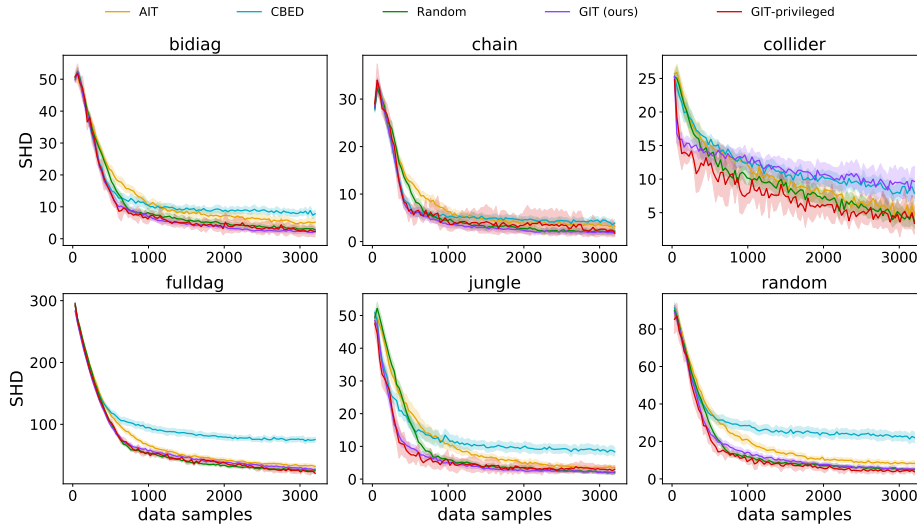 AIT CBED Random GIT (ours) GIT-privileged
bidiag chain collider
SHD
50
40
30
20
10
0
0 1000 2000 3000
30
20
10
0
0 1000 2000 3000
25
20
15
10
5
0 1000 2000 3000
fulldag jungle random
SHD
300
200
100
0 1000 2000 3000
50
40
30
20
10
0
0 1000 2000 3000
80
60
40
20
0
0 1000 2000 3000
data samples data samples data samples